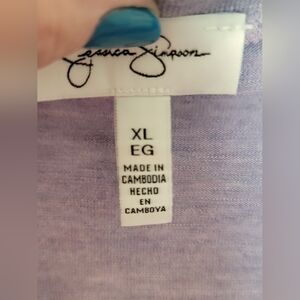 Jessica Simpson
XL
EG
MADE IN
CAMBODIA
HECHO
EN
CAMBOYA